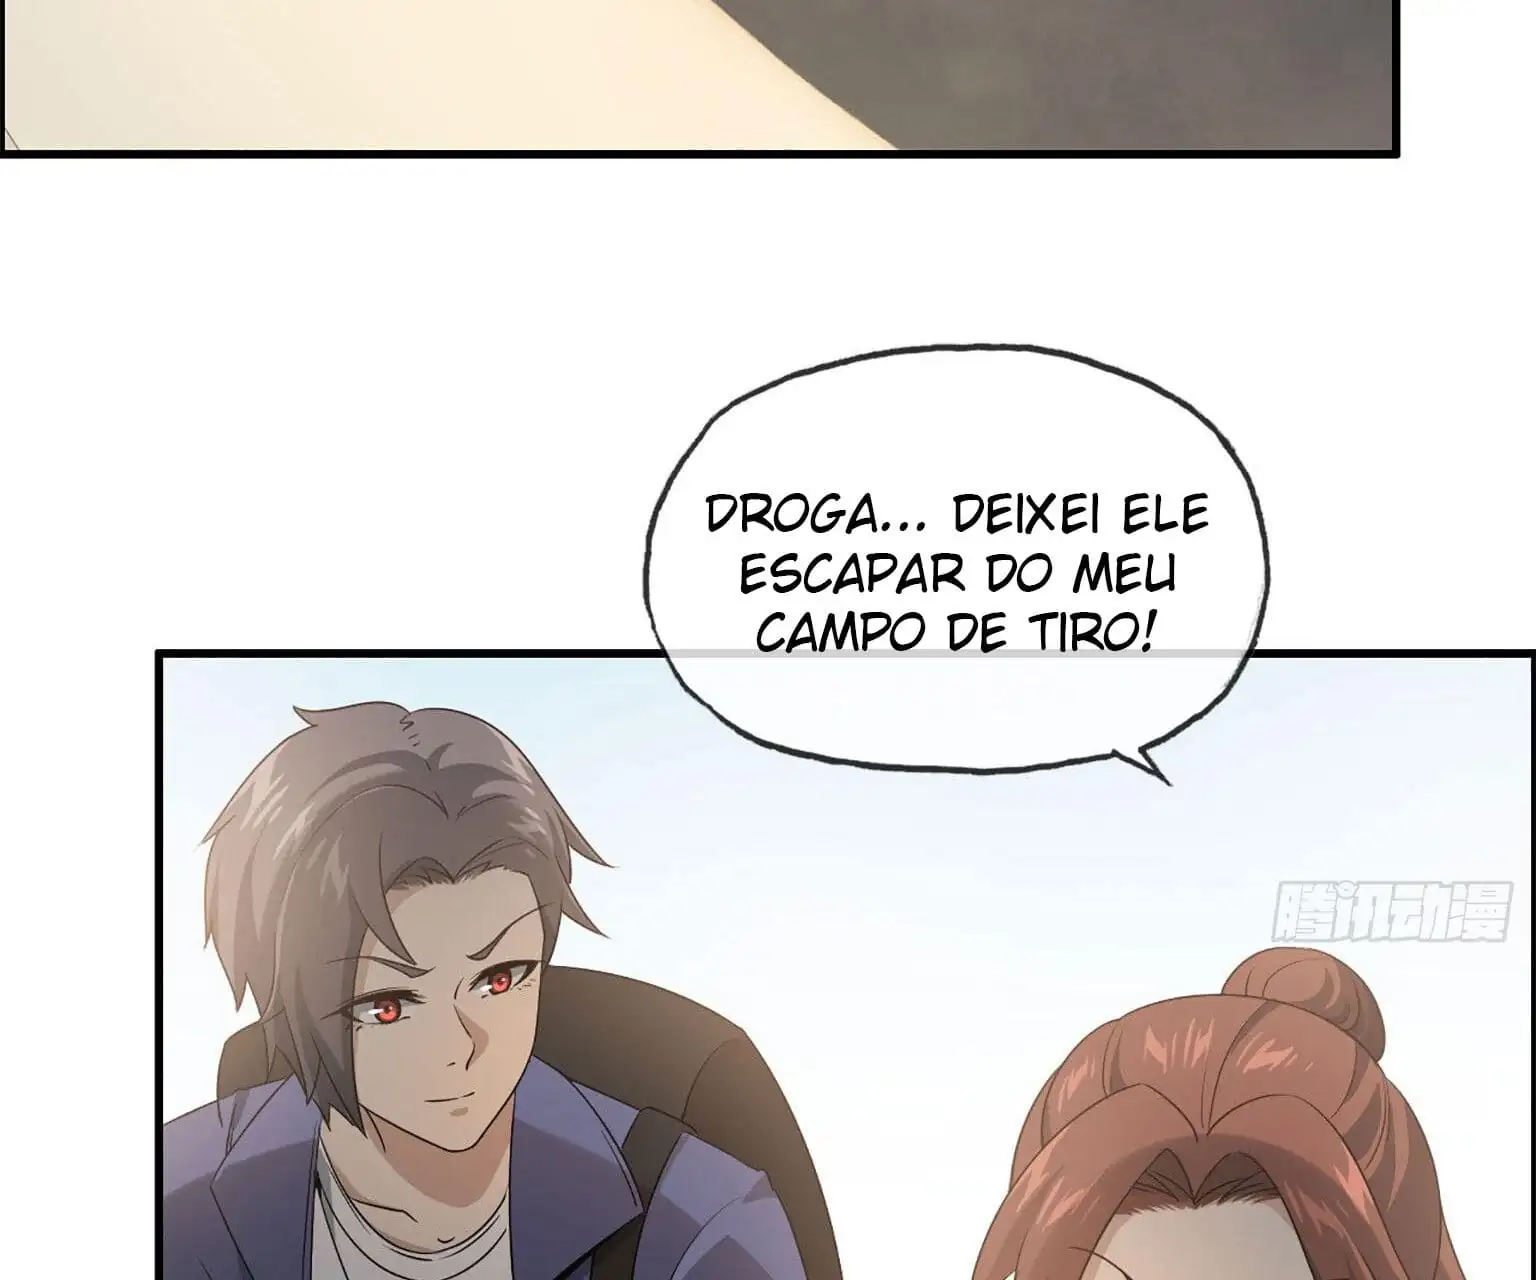 DROGA... DEIXEI ELE
ESCAPAR DO MEU
CAMPO DE TIRO!
腾讯动漫